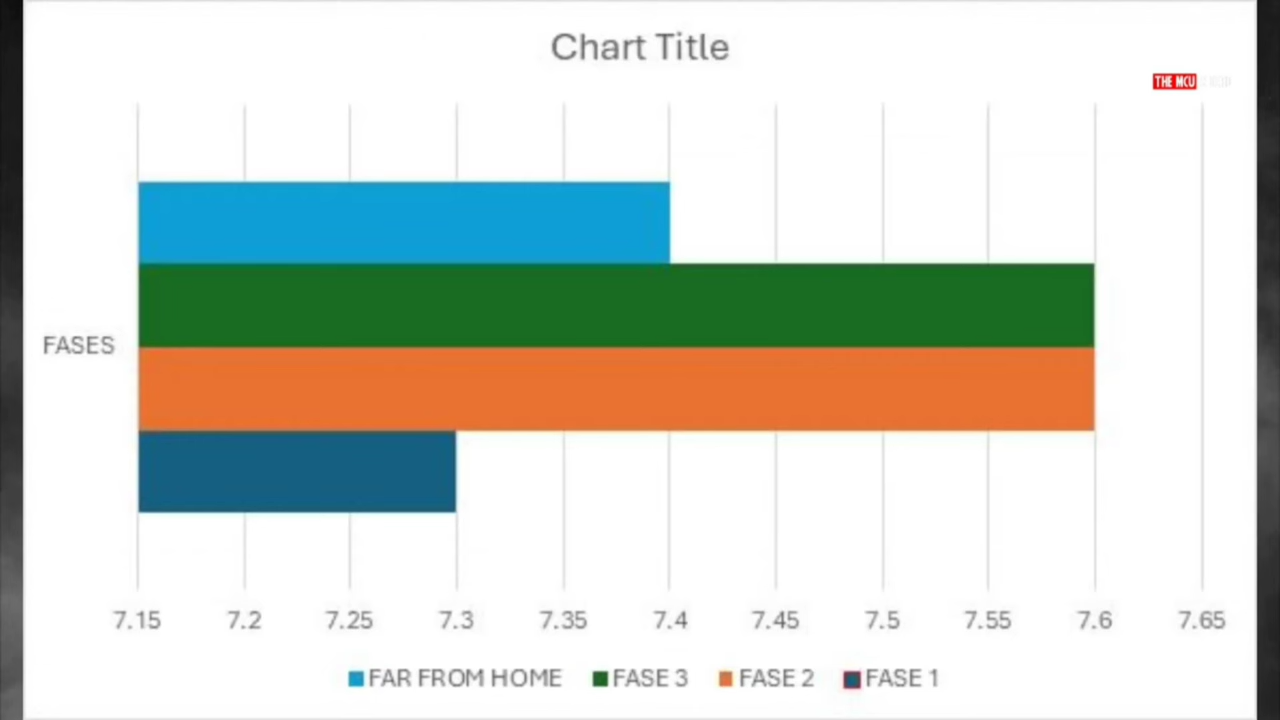 Chart Title
THE MCU
FASES
7.15 7.2 7.25 7.3 7.35 7.4 7.45 7.5 7.55 7.6 7.65
FAR FROM HOME FASE 3 FASE 2 FASE 1